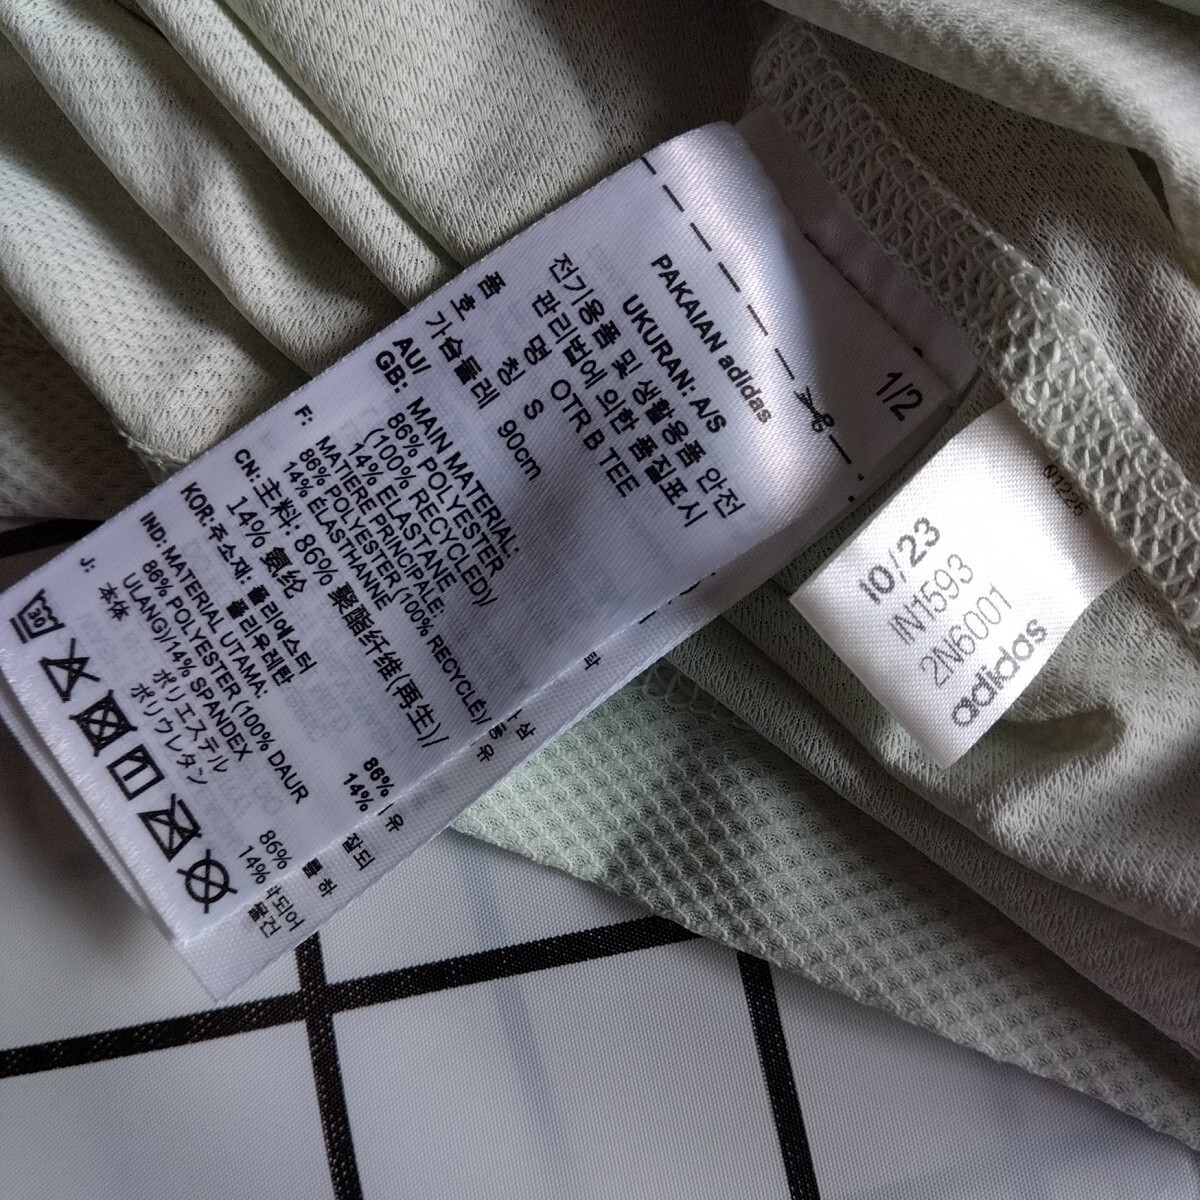 1/2
PAKAIAN adidas
UKURAN: A/S
전기용품 및 생활용품 안전
관리법에 의한 품질표시
품 명칭 OTR B TEE
호 S
가슴둘레 90cm
AU/
GB: MAIN MATERIAL:
86% POLYESTER
(100% RECYCLED)/
14% ELASTANE
F: MATIERE PRINCIPALE:
86% POLYESTER (100% RECYCLÉ)/
14% ELASTHANNE
CN: 主料: 86% 聚酯纤维(再生)/
14% 氨纶
KOR: 주소재: 폴리에스터 86%
폴리우레탄 14%
IND: MATERIAL UTAMA:
86% POLYESTER (100% DAUR
ULANG)/14% SPANDEX
J: 本体 ポリエステル 86%
ポリウレタン 14%
30
10/23
IN1593
2N6001
adidas
Q1225